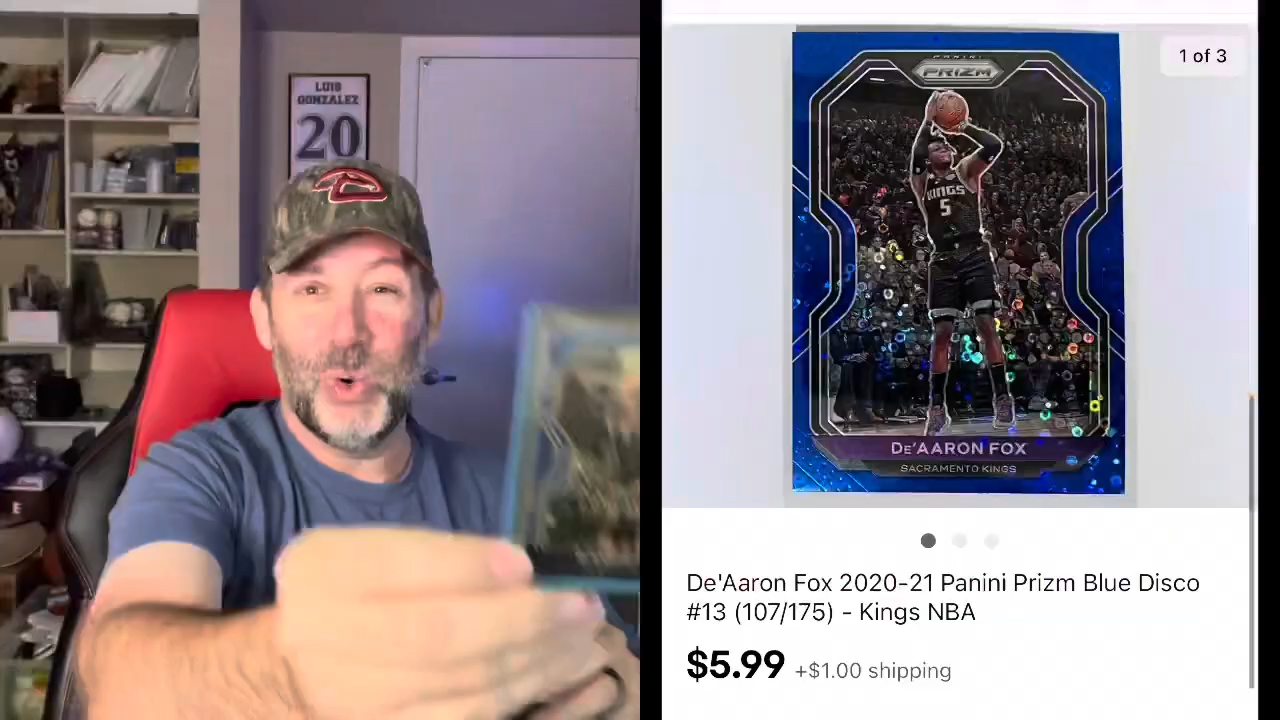 LUIS
GONZALEZ
20
1 of 3
PANINI
PRIZM
KINGS
5
DE'AARON FOX
SACRAMENTO KINGS
De'Aaron Fox 2020-21 Panini Prizm Blue Disco
#13 (107/175) - Kings NBA
$5.99 +$1.00 shipping